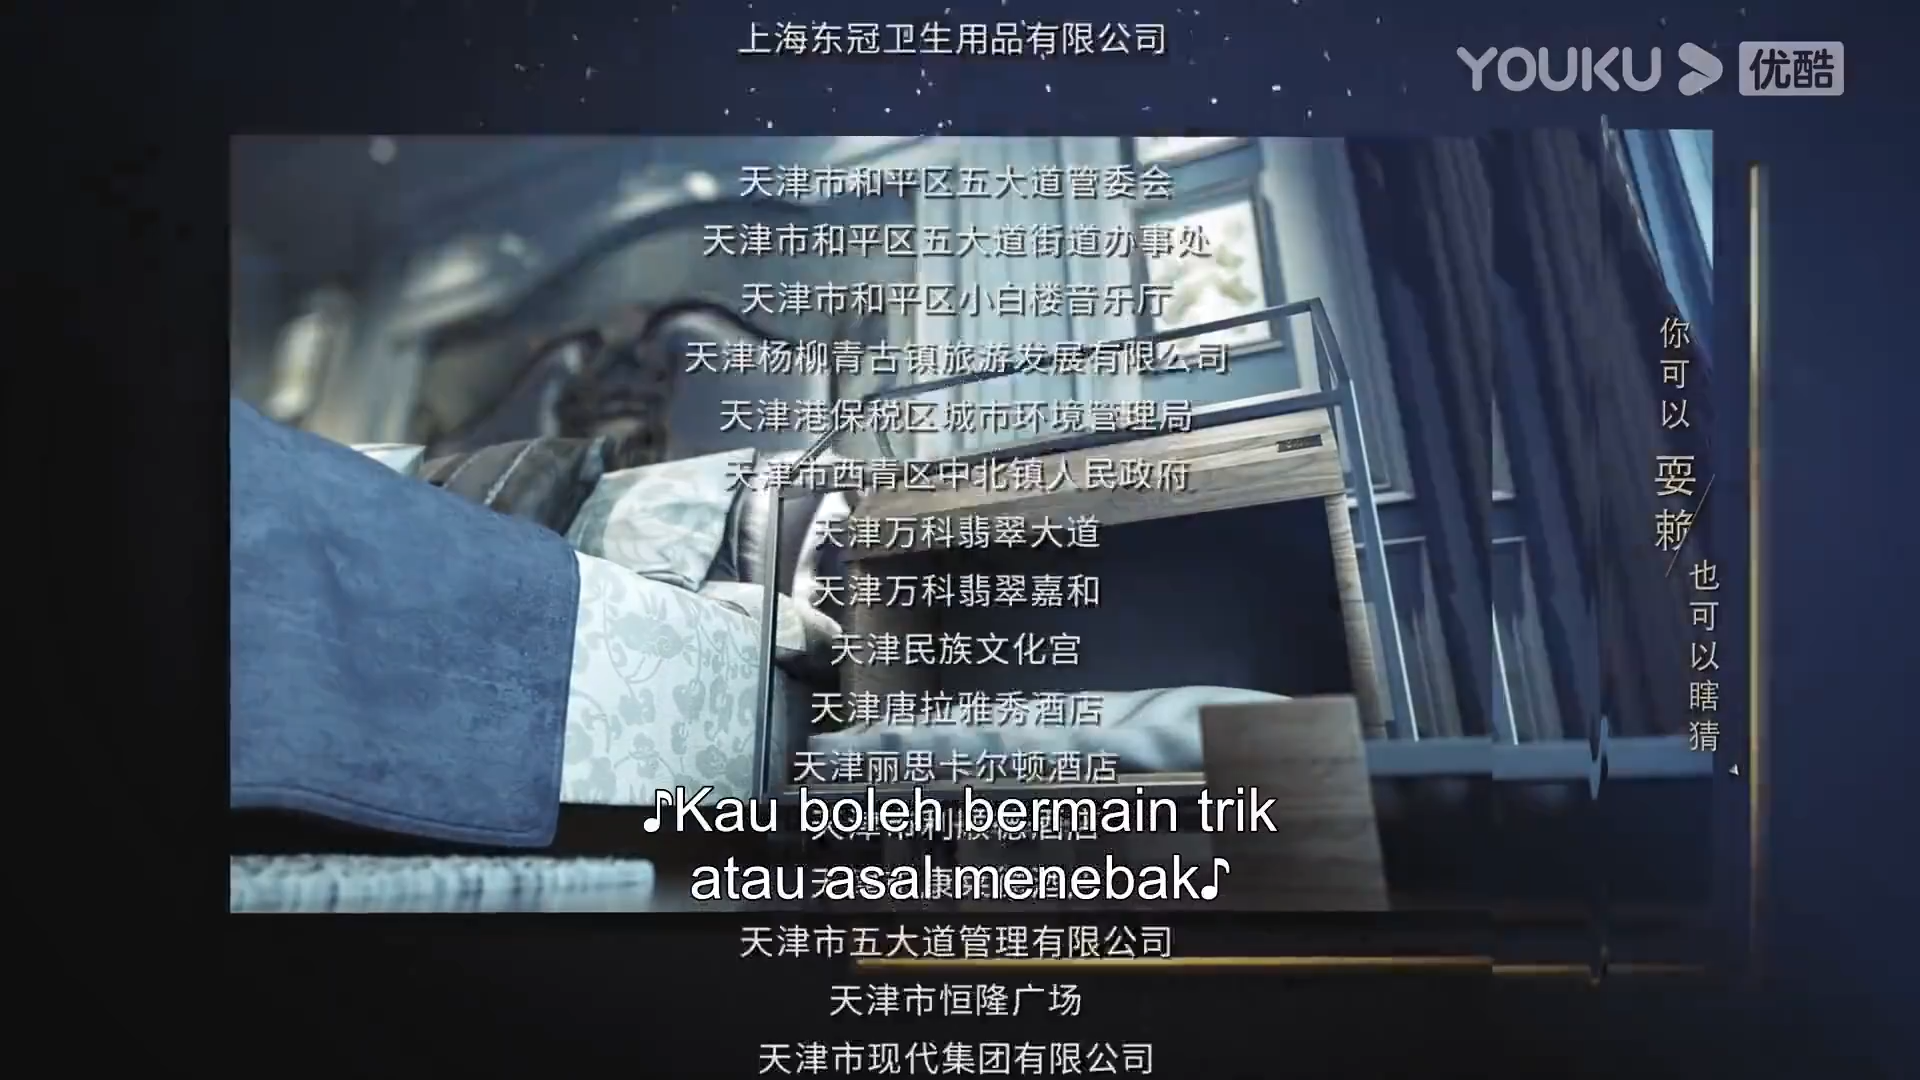 上海东冠卫生用品有限公司
YOUKU 优酷
天津市和平区五大道管委会
天津市和平区五大道街道办事处
天津市和平区小白楼音乐厅
天津杨柳青古镇旅游发展有限公司
天津港保税区城市环境管理局
天津市西青区中北镇人民政府
天津万科翡翠大道
天津万科翡翠嘉和
天津民族文化宫
天津唐拉雅秀酒店
天津丽思卡尔顿酒店
♪Kau boleh bermain trik
atau asal menebak♪
天津市五大道管理有限公司
天津市恒隆广场
天津市现代集团有限公司
你可以耍赖
也可以瞎猜